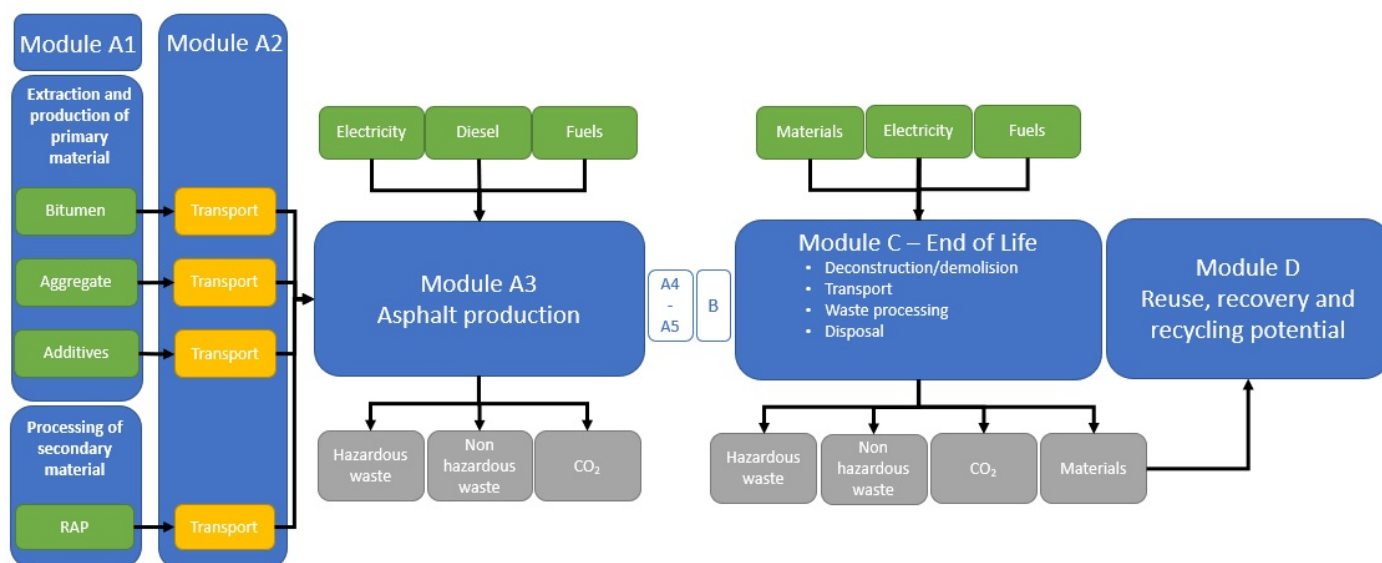 Module A1
Extraction and
production of
primary
material
Bitumen
Aggregate
Additives
Processing of
secondary
material
RAP
Module A2
Transport
Transport
Transport
Transport
Electricity
Diesel
Fuels
Module A3
Asphalt production
Hazardous
waste
Non
hazardous
waste
CO₂
A4
-
A5
B
Materials
Electricity
Fuels
Module C – End of Life
• Deconstruction/demolision
• Transport
• Waste processing
• Disposal
Hazardous
waste
Non
hazardous
waste
CO₂
Materials
Module D
Reuse, recovery and
recycling potential